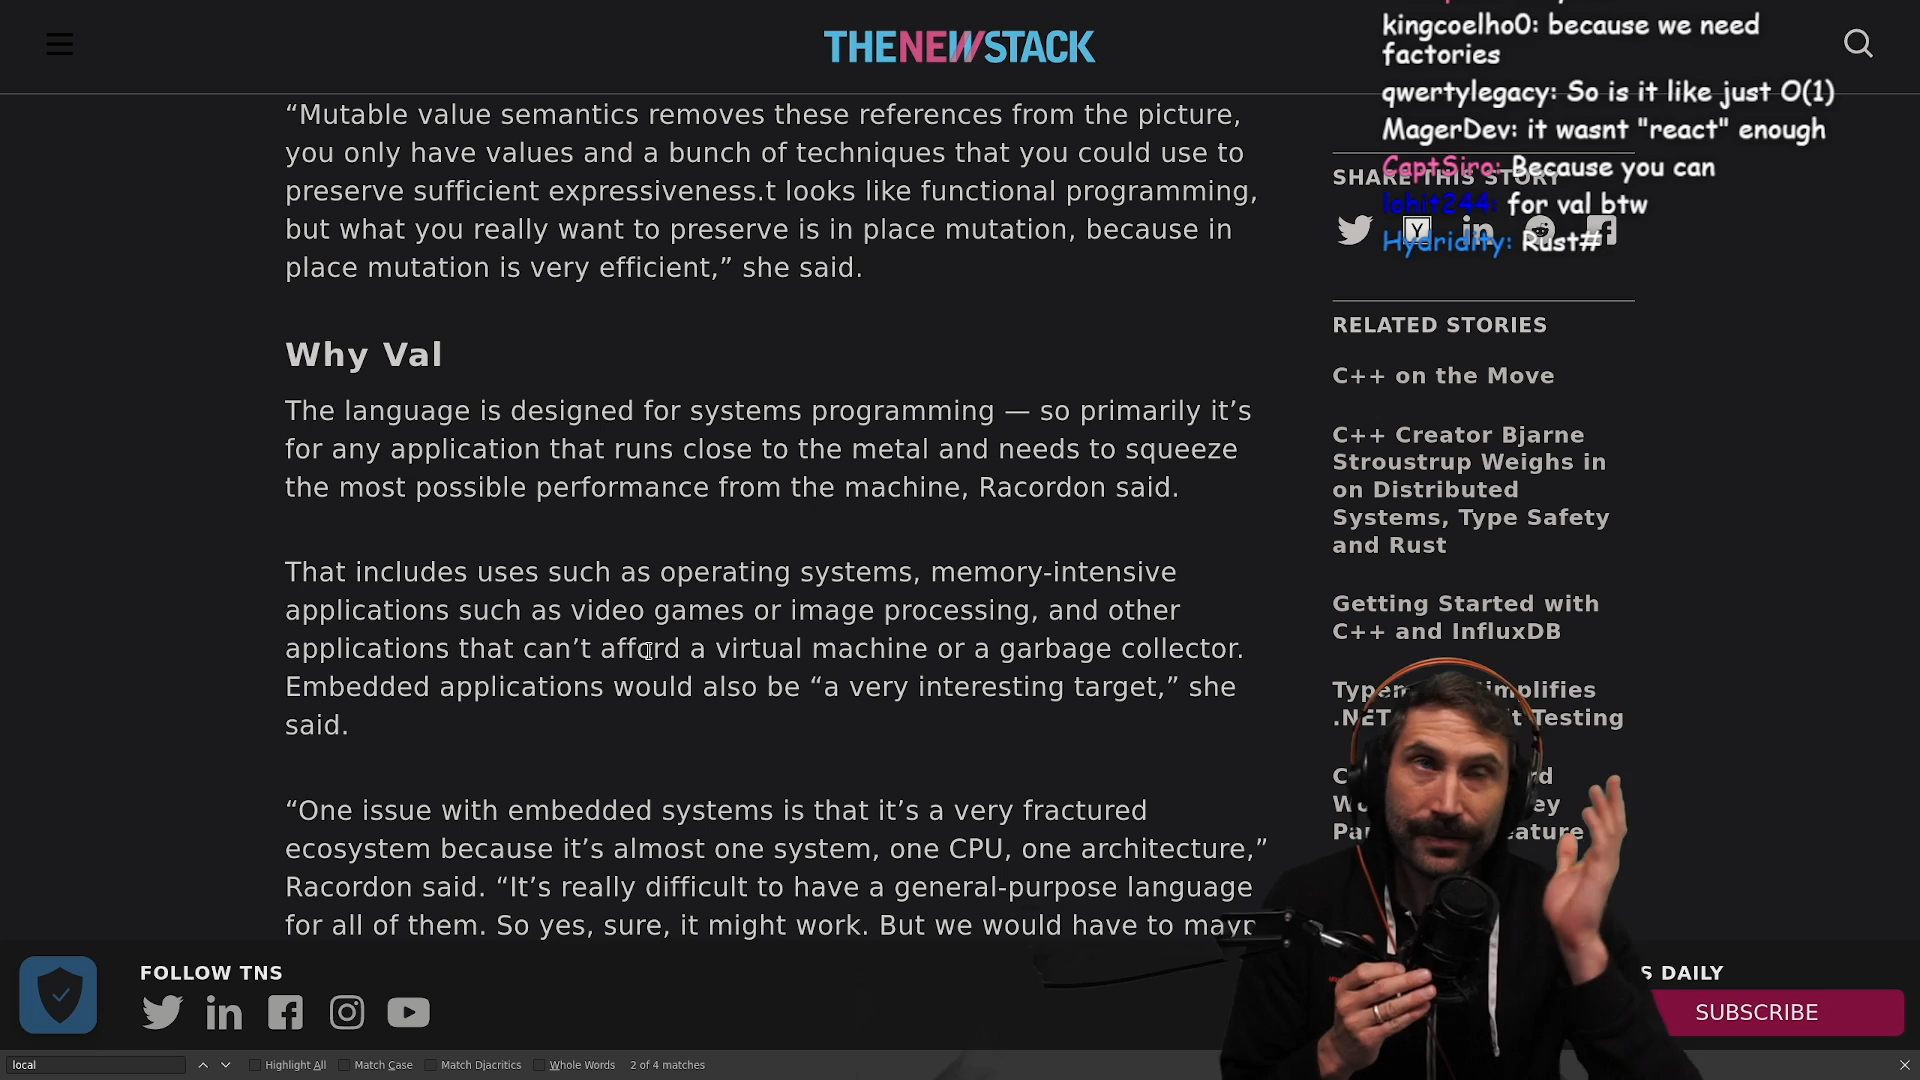 THENEWSTACK
“Mutable value semantics removes these references from the picture,
you only have values and a bunch of techniques that you could use to
preserve sufficient expressiveness.t looks like functional programming,
but what you really want to preserve is in place mutation, because in
place mutation is very efficient,” she said.
Why Val
The language is designed for systems programming — so primarily it’s
for any application that runs close to the metal and needs to squeeze
the most possible performance from the machine, Racordon said.
That includes uses such as operating systems, memory-intensive
applications such as video games or image processing, and other
applications that can’t afford a virtual machine or a garbage collector.
Embedded applications would also be “a very interesting target,” she
said.
“One issue with embedded systems is that it’s a very fractured
ecosystem because it’s almost one system, one CPU, one architecture,”
Racordon said. “It’s really difficult to have a general-purpose language
for all of them. So yes, sure, it might work. But we would have to
kingcoelho0: because we need
factories
qwertylegacy: So is it like just O(1)
MagerDev: it wasnt "react" enough
CaptSiro: Because you can
lohit244: for val btw
Hydridity: Rust#
SHARE THIS STORY
RELATED STORIES
C++ on the Move
C++ Creator Bjarne
Stroustrup Weighs in
on Distributed
Systems, Type Safety
and Rust
Getting Started with
C++ and InfluxDB
Simplifies
.NET Testing
FOLLOW TNS
DAILY
SUBSCRIBE
local
Highlight All
Match Case
Match Diacritics
Whole Words
2 of 4 matches